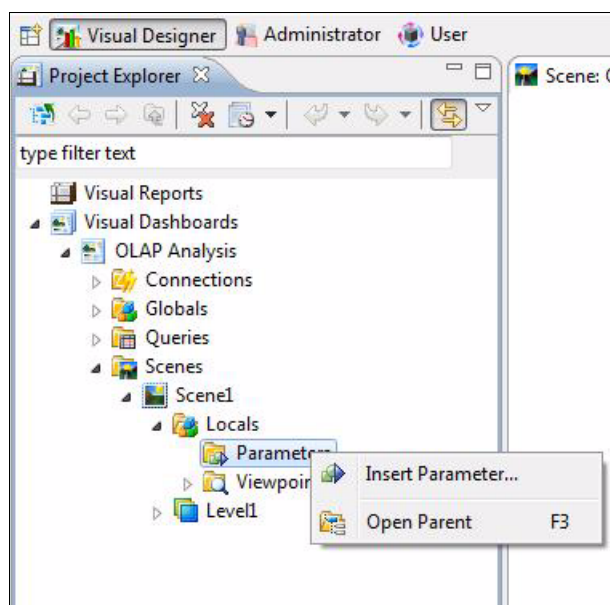 Visual Designer Administrator User
Project Explorer Scene:
type filter text
Visual Reports
Visual Dashboards
OLAP Analysis
Connections
Globals
Queries
Scenes
Scene1
Locals
Parameters
Insert Parameter...
Level1
Open Parent F3